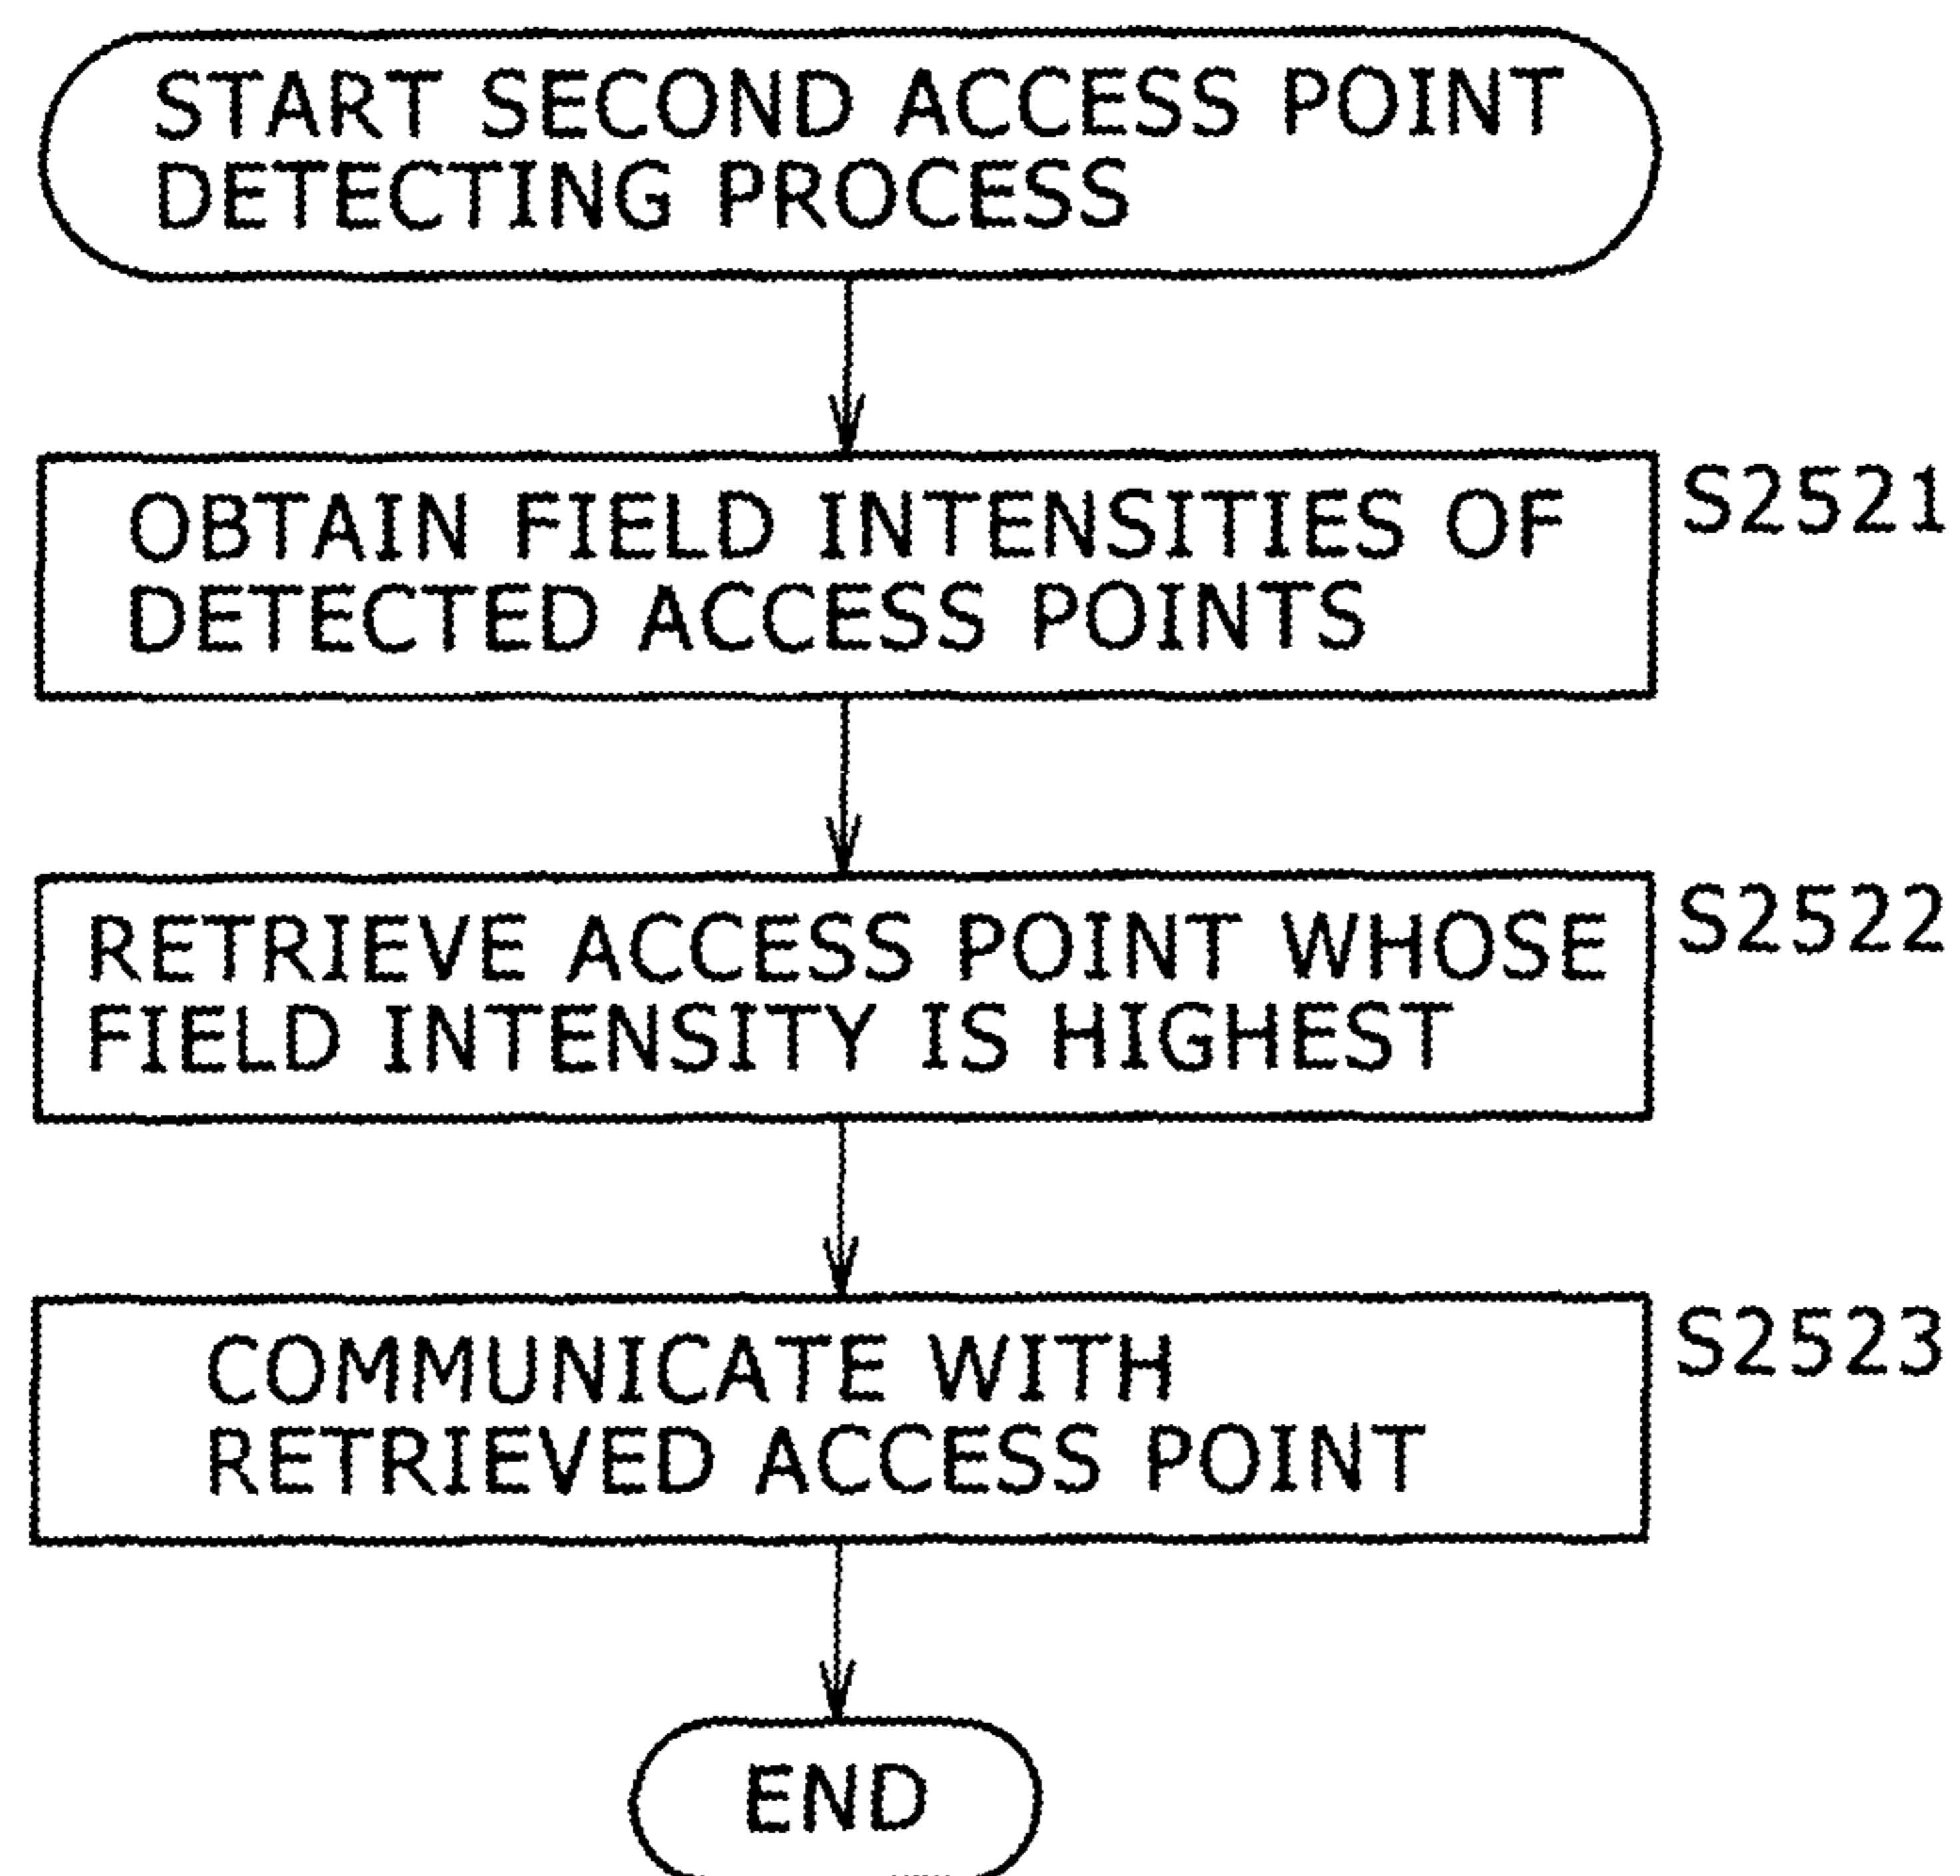 START SECOND ACCESS POINT
DETECTING PROCESS
OBTAIN FIELD INTENSITIES OF
DETECTED ACCESS POINTS
S2521
RETRIEVE ACCESS POINT WHOSE
FIELD INTENSITY IS HIGHEST
S2522
COMMUNICATE WITH
RETRIEVED ACCESS POINT
S2523
END